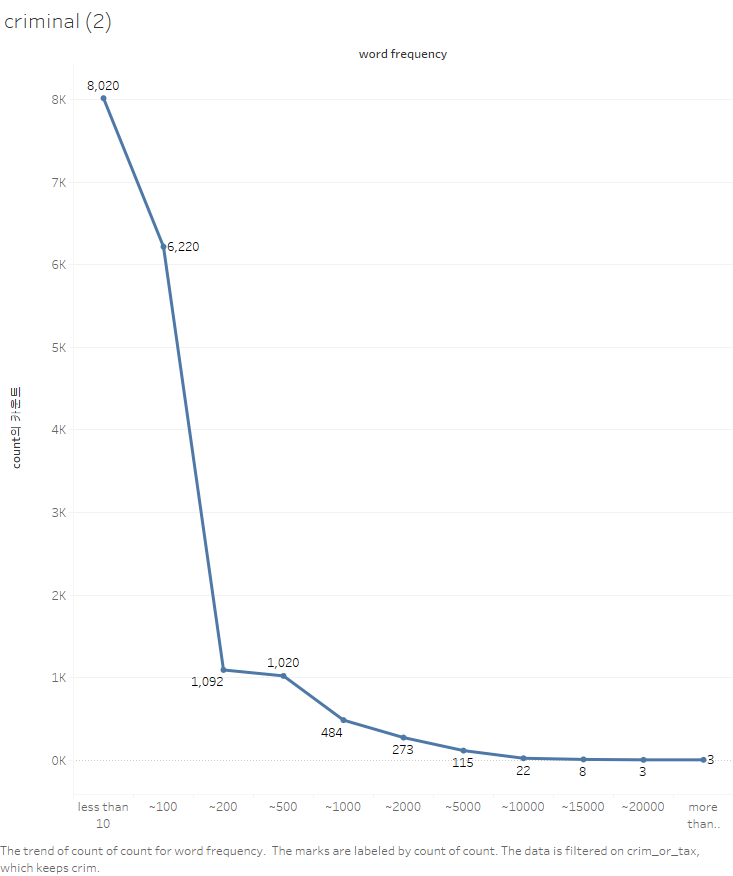 criminal (2)
word frequency
8,020
8K
7K
6,220
6K
5K
4K
3K
2K
1K
0K
count의 카운트
1,092
1,020
484
273
115
22
8
3
3
less than 10
~100
~200
~500
~1000
~2000
~5000
~10000
~15000
~20000
more than..
The trend of count of count for word frequency. The marks are labeled by count of count. The data is filtered on crim_or_tax,
which keeps crim.